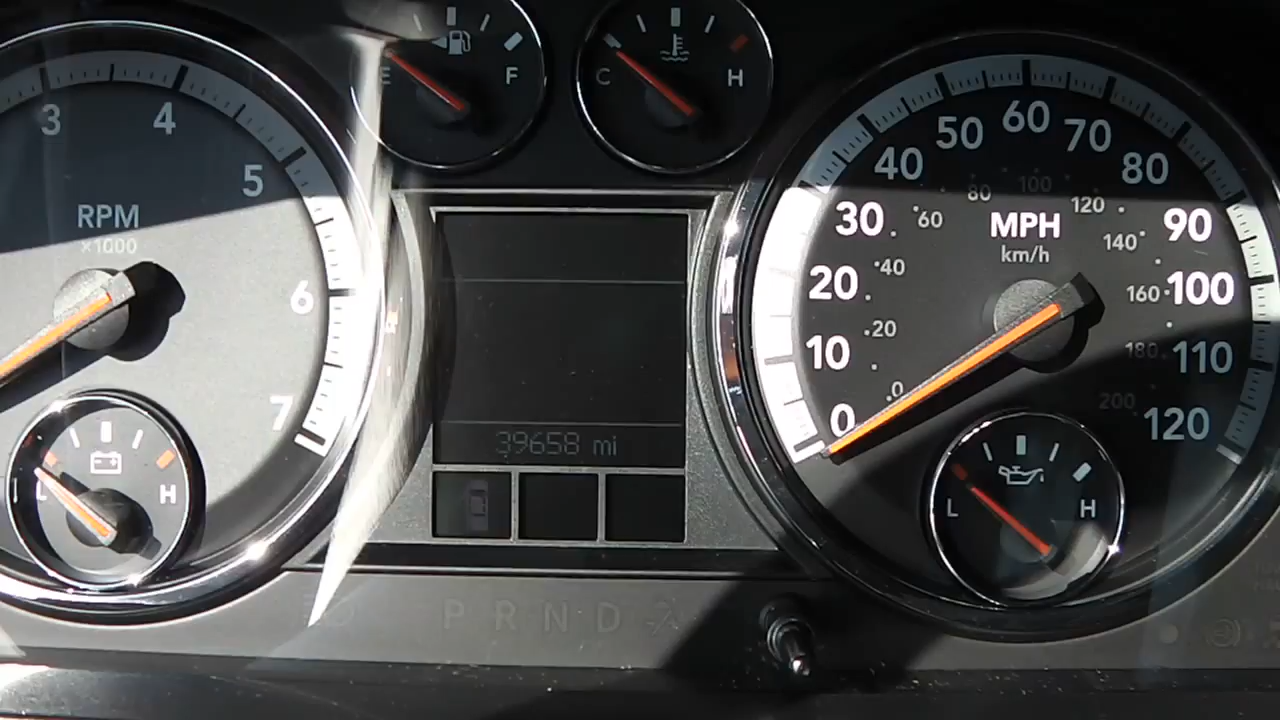 3 4 5 6 7
RPM
×1000
E F
C H
0 10 20 30 40 50 60 70 80 90 100 110 120
MPH
km/h
0 20 40 60 80 100 120 140 160 180 200
39658 mi
L H
L H
P R N D